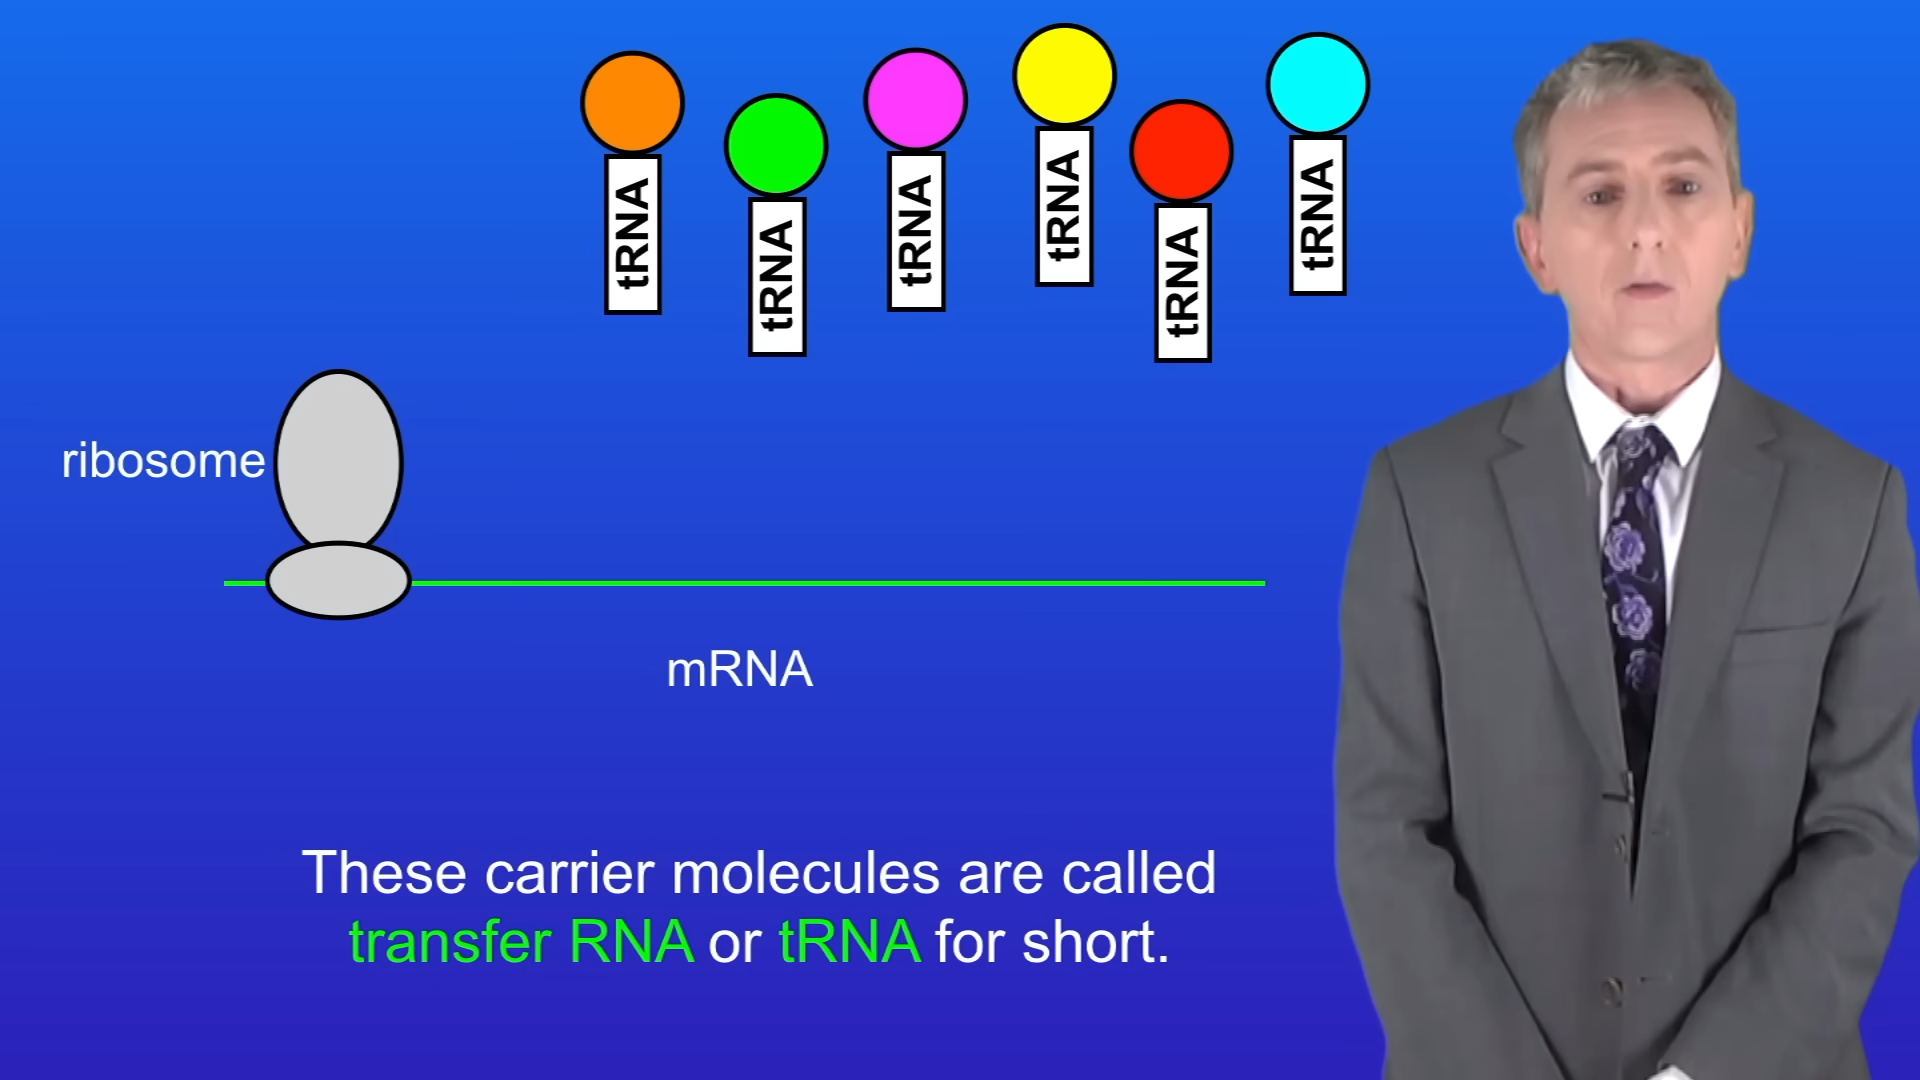 tRNA
tRNA
tRNA
tRNA
tRNA
tRNA
ribosome
mRNA
These carrier molecules are called
transfer RNA or tRNA for short.